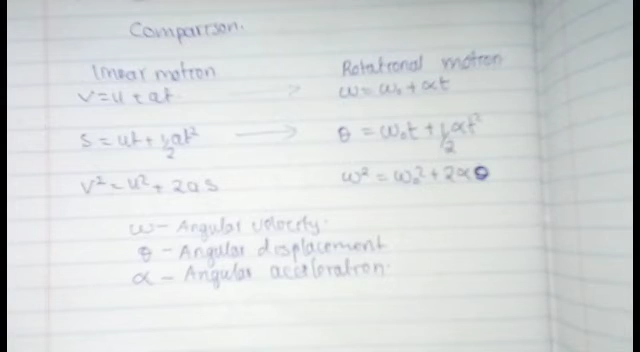 Comparison.
linear motion Rotational motion
v=u+at → ω=ω₀+αt
s=ut+½at² → θ=ω₀t+½αt²
v²=u²+2as ω²=ω₀²+2αθ
ω - Angular velocity.
θ - Angular displacement
α - Angular acceleration.